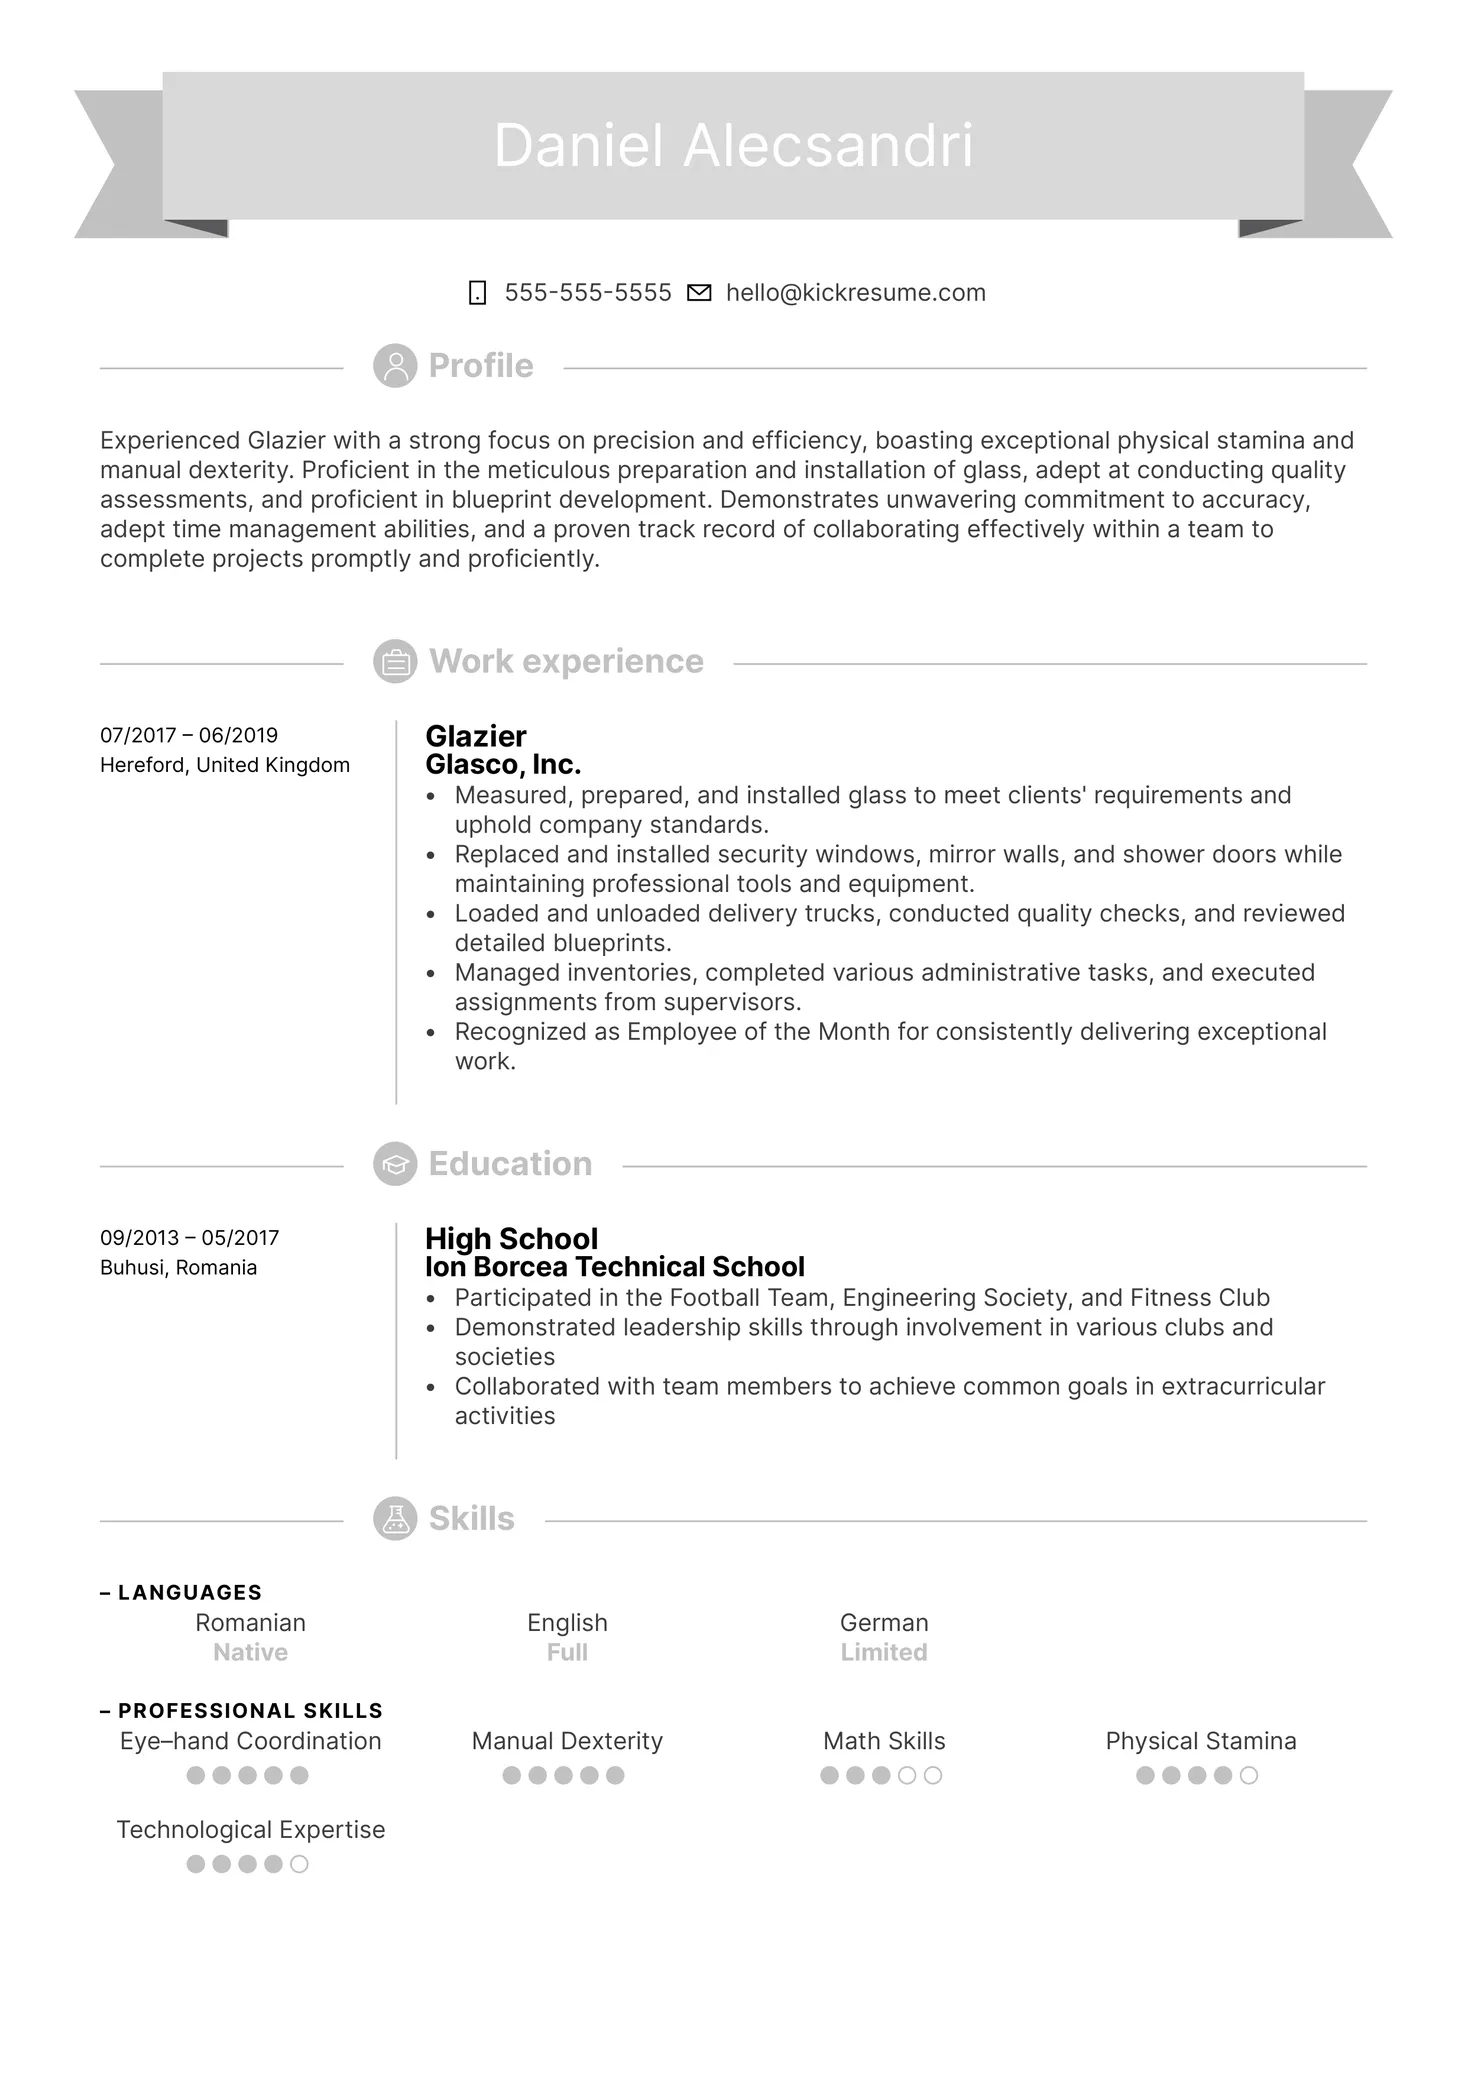 Daniel Alecsandri
555-555-5555 hello@kickresume.com
Profile
Experienced Glazier with a strong focus on precision and efficiency, boasting exceptional physical stamina and
manual dexterity. Proficient in the meticulous preparation and installation of glass, adept at conducting quality
assessments, and proficient in blueprint development. Demonstrates unwavering commitment to accuracy,
adept time management abilities, and a proven track record of collaborating effectively within a team to
complete projects promptly and proficiently.
Work experience
07/2017 – 06/2019
Hereford, United Kingdom
Glazier
Glasco, Inc.
• Measured, prepared, and installed glass to meet clients' requirements and
uphold company standards.
• Replaced and installed security windows, mirror walls, and shower doors while
maintaining professional tools and equipment.
• Loaded and unloaded delivery trucks, conducted quality checks, and reviewed
detailed blueprints.
• Managed inventories, completed various administrative tasks, and executed
assignments from supervisors.
• Recognized as Employee of the Month for consistently delivering exceptional
work.
Education
09/2013 – 05/2017
Buhusi, Romania
High School
Ion Borcea Technical School
• Participated in the Football Team, Engineering Society, and Fitness Club
• Demonstrated leadership skills through involvement in various clubs and
societies
• Collaborated with team members to achieve common goals in extracurricular
activities
Skills
– LANGUAGES
Romanian English German
Native Full Limited
– PROFESSIONAL SKILLS
Eye–hand Coordination Manual Dexterity Math Skills Physical Stamina
Technological Expertise